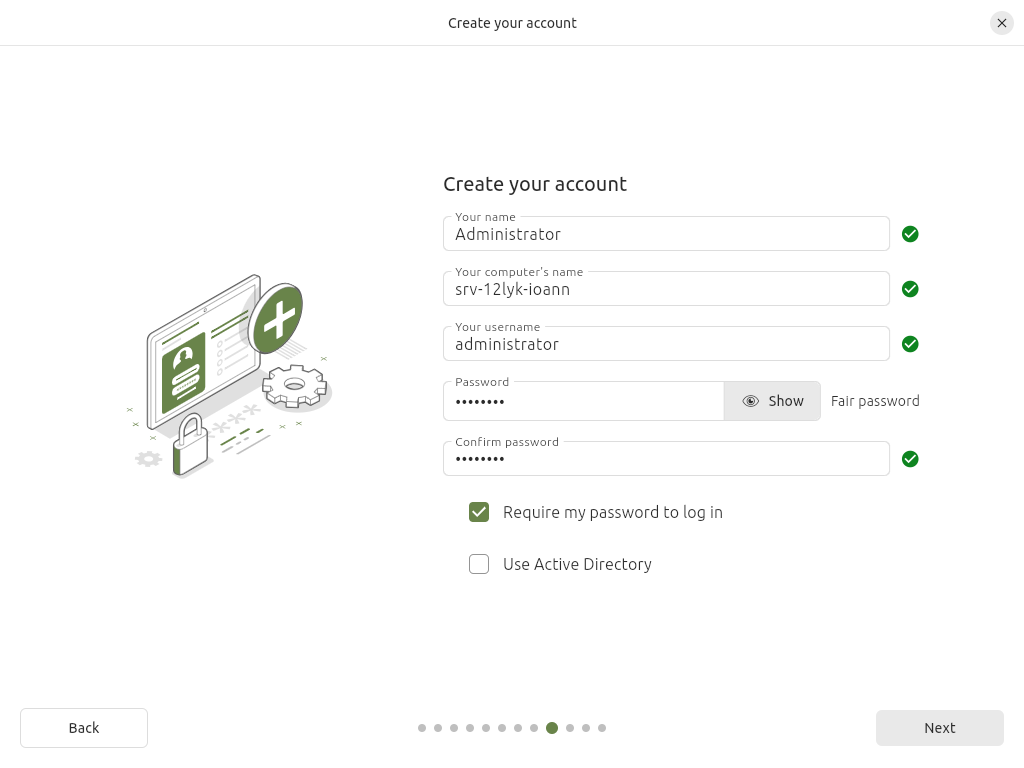 Create your account
Create your account
Your name
Administrator
Your computer's name
srv-12lyk-ioann
Your username
administrator
Password
••••••••
Show
Fair password
Confirm password
••••••••
Require my password to log in
Use Active Directory
Back
Next